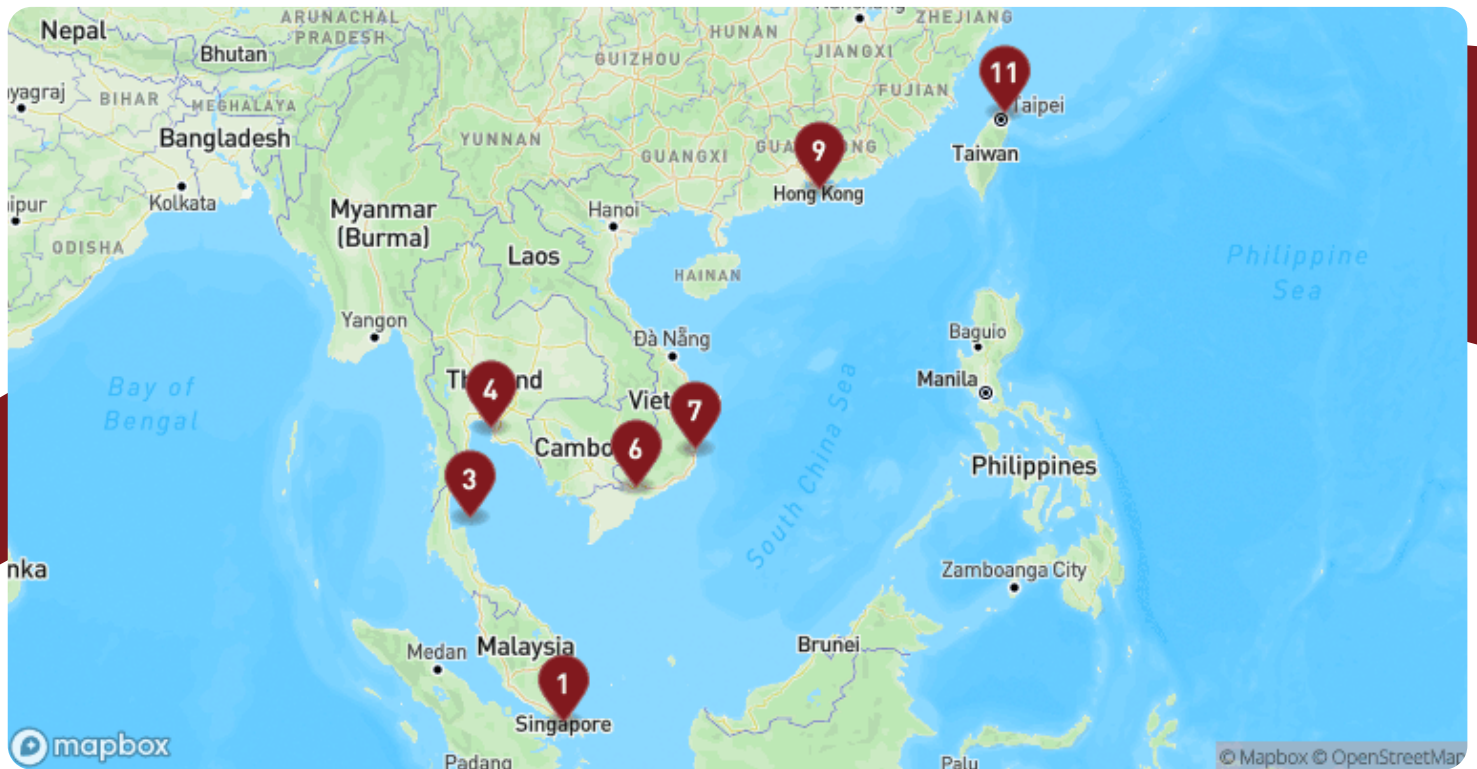 ARUNACHAL
PRADESH
ZHEJIANG
Nepal
HUNAN
Bhutan
JIANGXI
GUIZHOU
11
FUJIAN
BIHAR
MEGHALAYA
Taipei
Bangladesh
YUNNAN
9
GUANGXI
Taiwan
Kolkata
Hong Kong
Myanmar
(Burma)
Hanoi
ODISHA
Laos
HAINAN
Philippine
Sea
Yangon
Đà Nẵng
Baguio
Bay of
Bengal
4
Manila
7
Cambo
6
South China Sea
Philippines
3
nka
Zamboanga City
Malaysia
Medan
Brunei
1
Singapore
mapbox
Padang
Palu
© Mapbox © OpenStreetMap